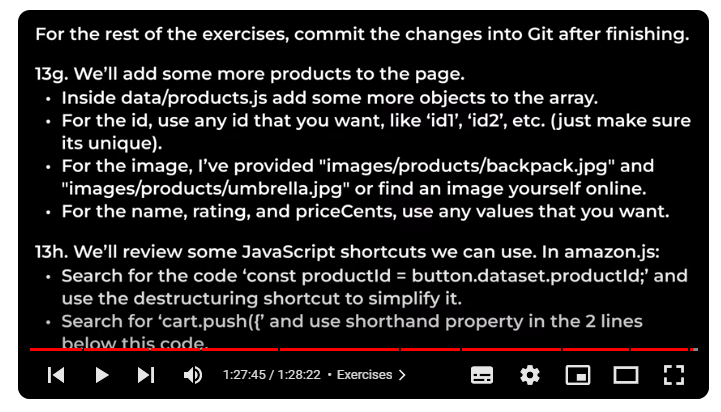 For the rest of the exercises, commit the changes into Git after finishing.
13g. We'll add some more products to the page.
• Inside data/products.js add some more objects to the array.
• For the id, use any id that you want, like 'id1', 'id2', etc. (just make sure
its unique).
• For the image, I've provided "images/products/backpack.jpg" and
"images/products/umbrella.jpg" or find an image yourself online.
• For the name, rating, and priceCents, use any values that you want.
13h. We'll review some JavaScript shortcuts we can use. In amazon.js:
• Search for the code 'const productId = button.dataset.productId;' and
use the destructuring shortcut to simplify it.
• Search for 'cart.push({' and use shorthand property in the 2 lines
below this code.
1:27:45 / 1:28:22 • Exercises >